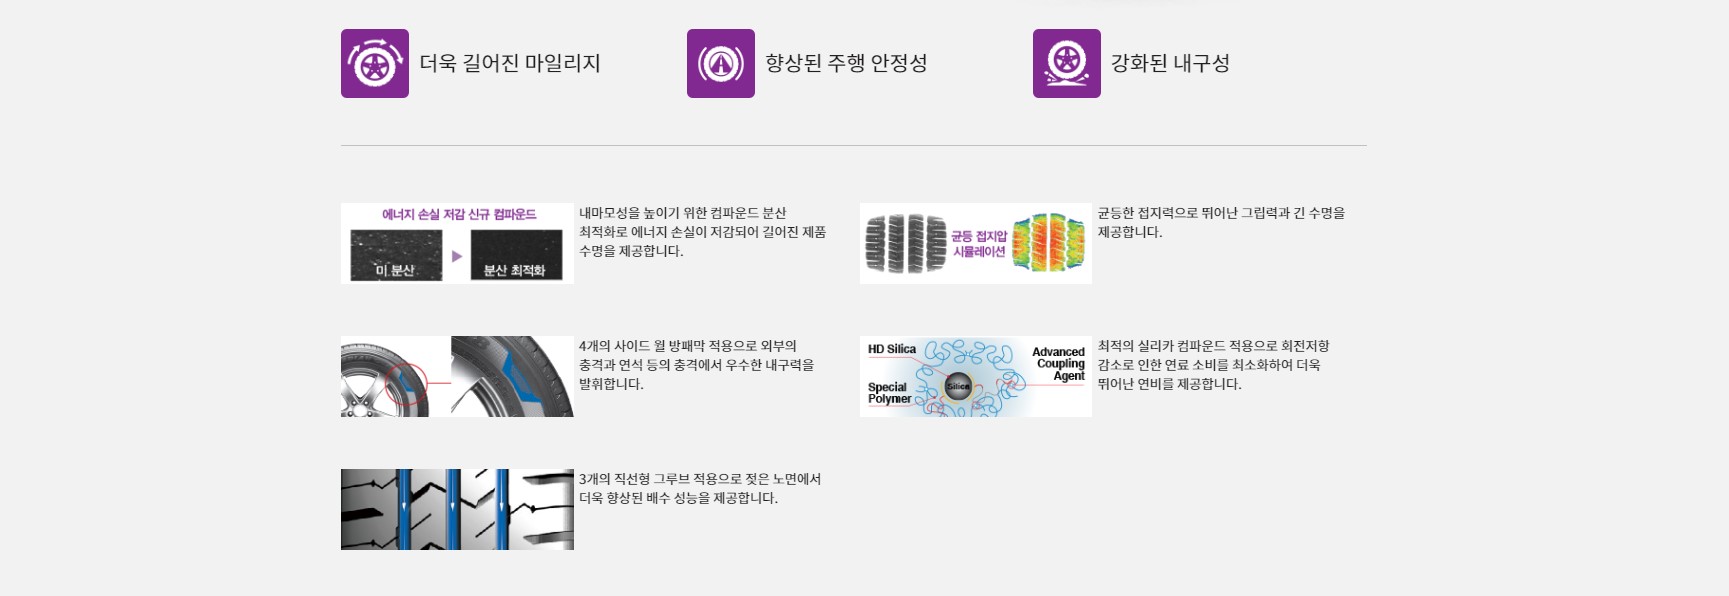 더욱 길어진 마일리지
향상된 주행 안정성
강화된 내구성
에너지 손실 저감 신규 컴파운드
미 분산
분산 최적화
내마모성을 높이기 위한 컴파운드 분산
최적화로 에너지 손실이 저감되어 길어진 제품
수명을 제공합니다.
균등 접지압
시뮬레이션
균등한 접지력으로 뛰어난 그립력과 긴 수명을
제공합니다.
4개의 사이드 월 방패막 적용으로 외부의
충격과 연석 등의 충격에서 우수한 내구력을
발휘합니다.
HD Silica
Silica
Special
Polymer
Advanced
Coupling
Agent
최적의 실리카 컴파운드 적용으로 회전저항
감소로 인한 연료 소비를 최소화하여 더욱
뛰어난 연비를 제공합니다.
3개의 직선형 그루브 적용으로 젖은 노면에서
더욱 향상된 배수 성능을 제공합니다.